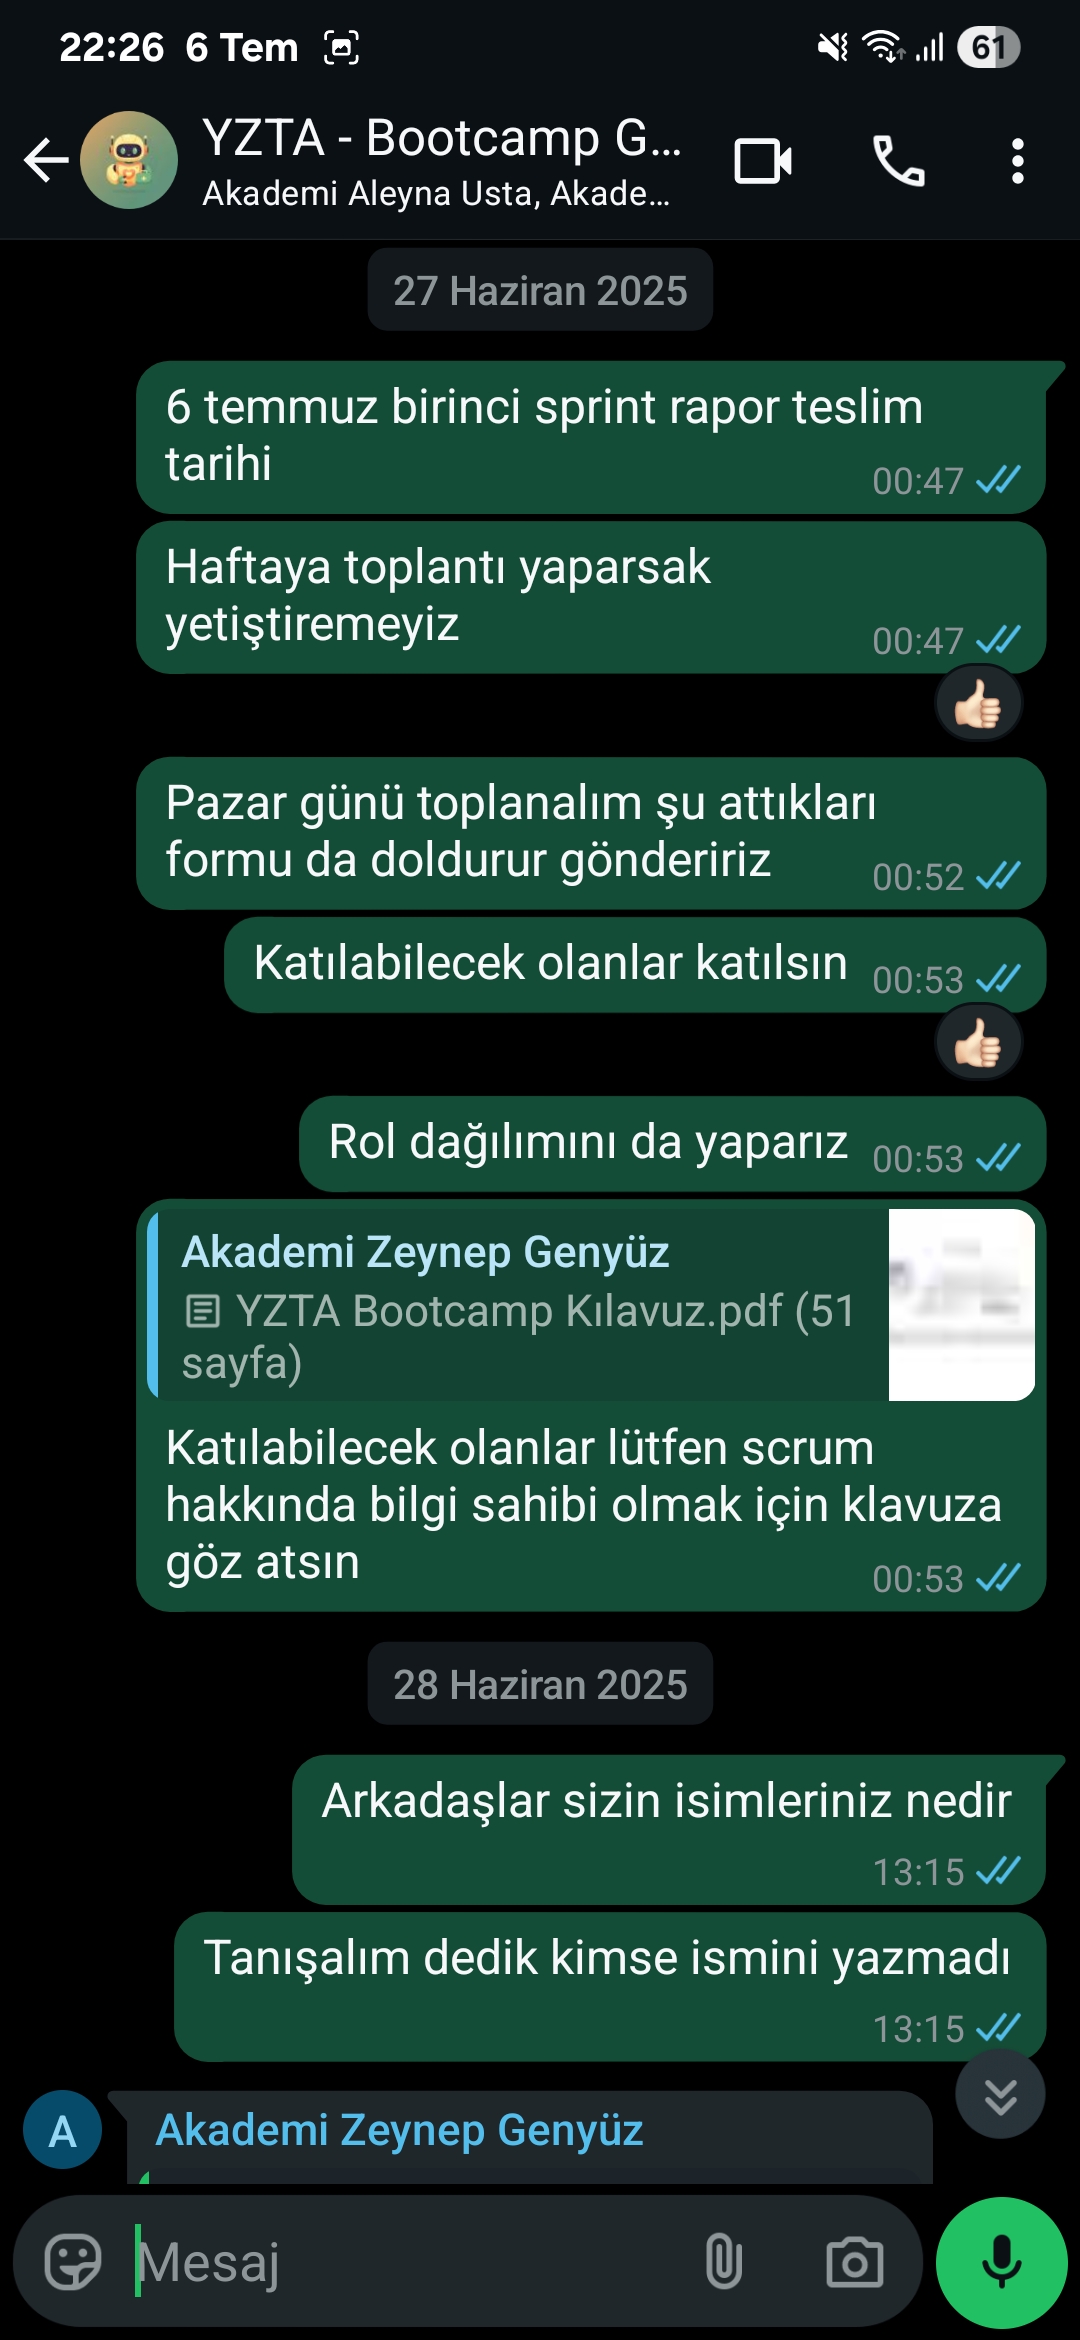 22:26 6 Tem
61
YZTA - Bootcamp G...
Akademi Aleyna Usta, Akade...
27 Haziran 2025
6 temmuz birinci sprint rapor teslim
tarihi
00:47
Haftaya toplantı yaparsak
yetiştiremeyiz
00:47
Pazar günü toplanalım şu attıkları
formu da doldurur göndeririz
00:52
Katılabilecek olanlar katılsın 00:53
Rol dağılımını da yaparız 00:53
Akademi Zeynep Genyüz
YZTA Bootcamp Kılavuz.pdf (51
sayfa)
Katılabilecek olanlar lütfen scrum
hakkında bilgi sahibi olmak için klavuza
göz atsın
00:53
28 Haziran 2025
Arkadaşlar sizin isimleriniz nedir
13:15
Tanışalım dedik kimse ismini yazmadı
13:15
A
Akademi Zeynep Genyüz
Mesaj